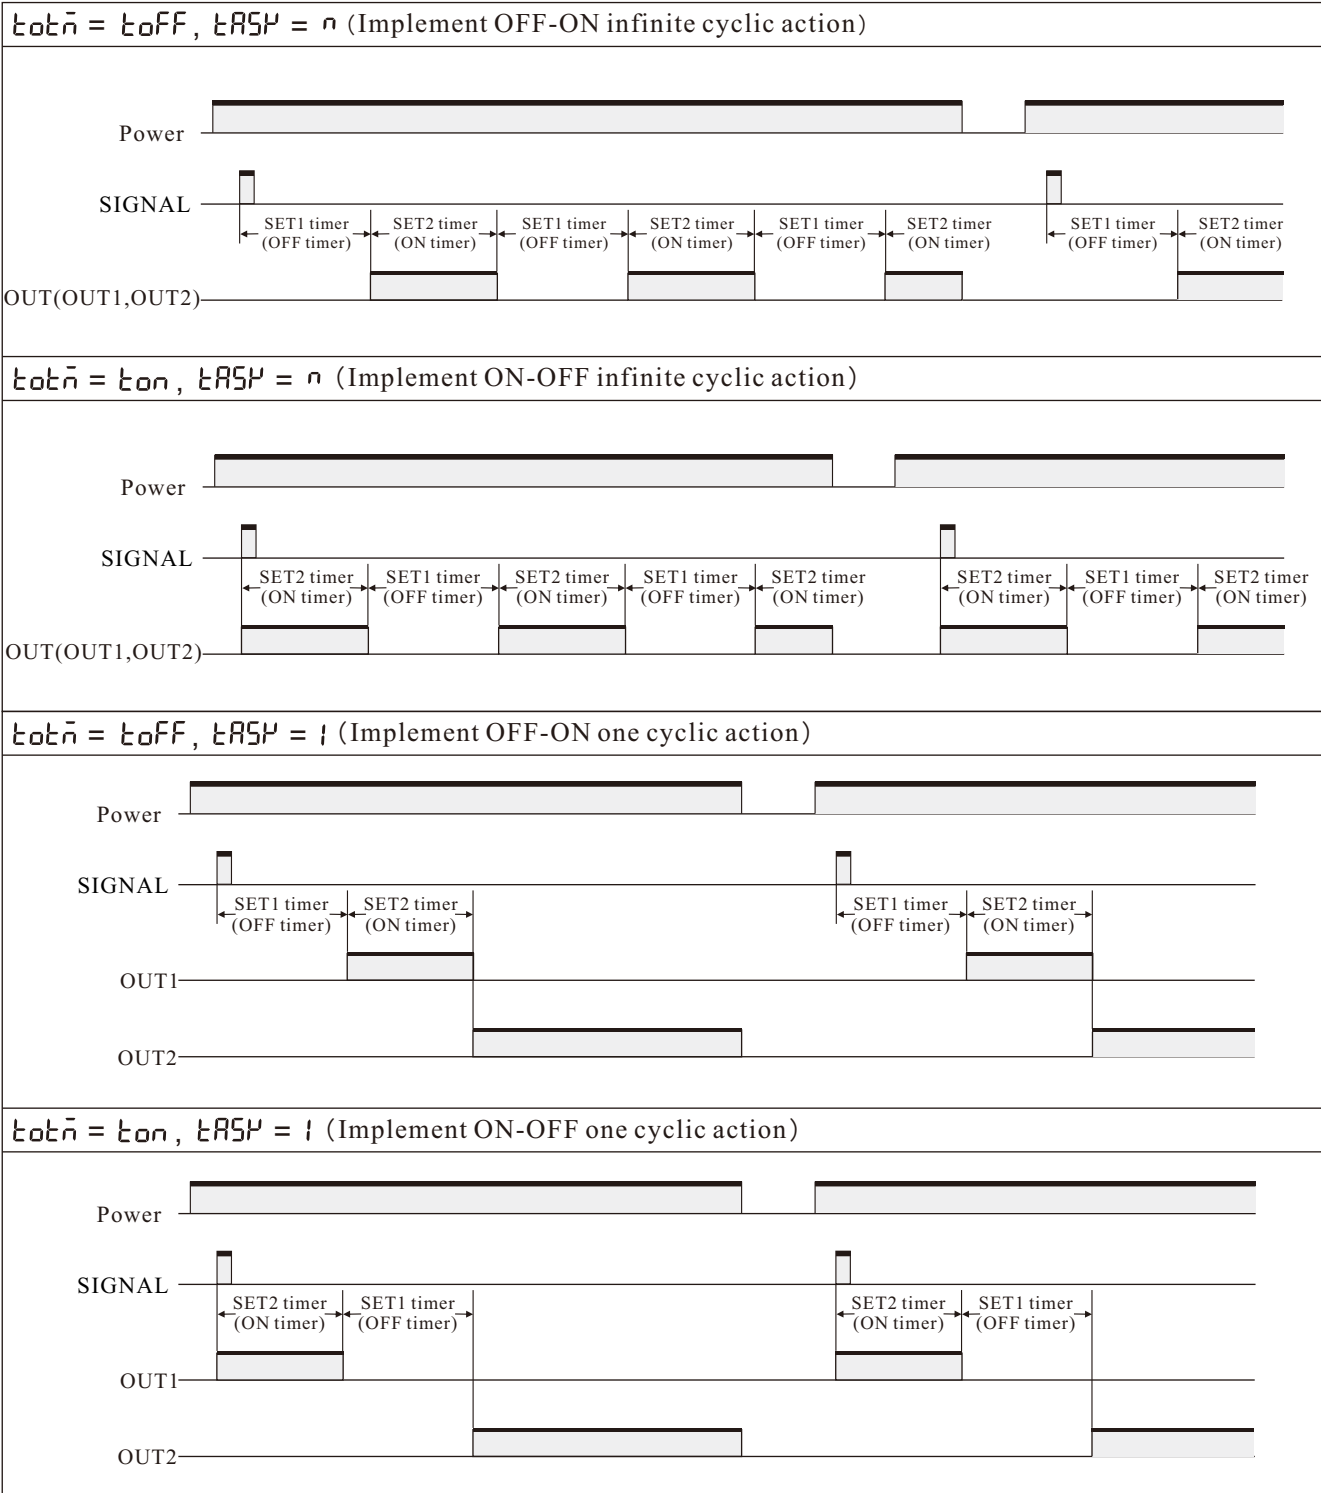 totm̄ = toFF, tASK = n (Implement OFF-ON infinite cyclic action)
Power
SIGNAL
SET1 timer (OFF timer) SET2 timer (ON timer) SET1 timer (OFF timer) SET2 timer (ON timer) SET1 timer (OFF timer) SET2 timer (ON timer) SET1 timer (OFF timer) SET2 timer (ON timer)
OUT(OUT1,OUT2)
totm̄ = ton, tASK = n (Implement ON-OFF infinite cyclic action)
Power
SIGNAL
SET2 timer (ON timer) SET1 timer (OFF timer) SET2 timer (ON timer) SET1 timer (OFF timer) SET2 timer (ON timer) SET2 timer (ON timer) SET1 timer (OFF timer) SET2 timer (ON timer)
OUT(OUT1,OUT2)
totm̄ = toFF, tASK = 1 (Implement OFF-ON one cyclic action)
Power
SIGNAL
SET1 timer (OFF timer) SET2 timer (ON timer) SET1 timer (OFF timer) SET2 timer (ON timer)
OUT1
OUT2
totm̄ = ton, tASK = 1 (Implement ON-OFF one cyclic action)
Power
SIGNAL
SET2 timer (ON timer) SET1 timer (OFF timer) SET2 timer (ON timer) SET1 timer (OFF timer)
OUT1
OUT2